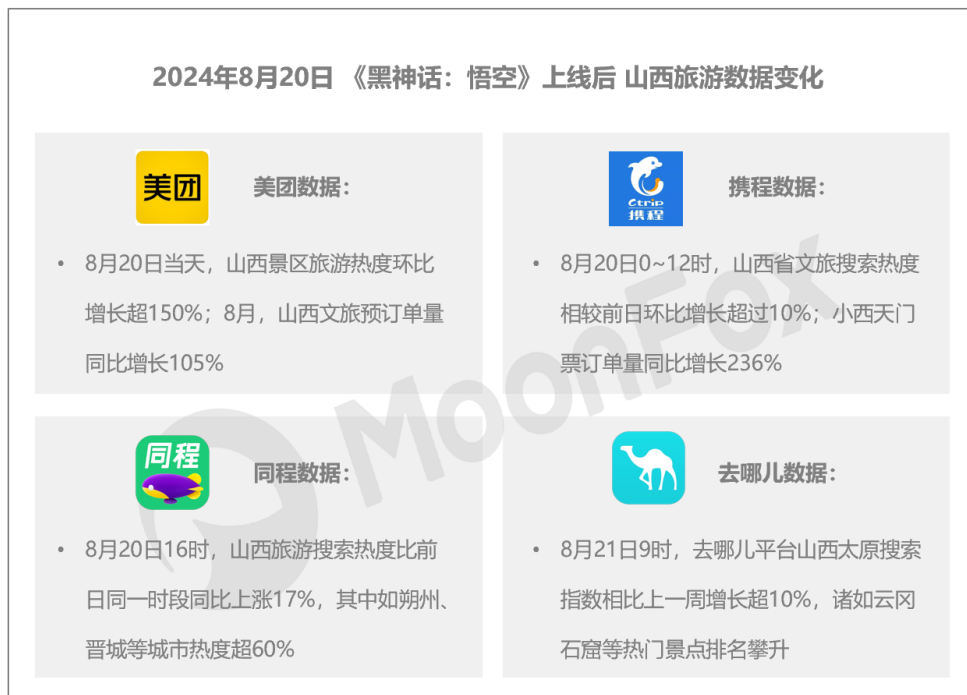 2024年8月20日 《黑神话：悟空》上线后 山西旅游数据变化
美团
美团数据：
• 8月20日当天，山西景区旅游热度环比
增长超150%；8月，山西文旅预订单量
同比增长105%
Ctrip
携程
携程数据：
• 8月20日0~12时，山西省文旅搜索热度
相较前日环比增长超过10%；小西天门
票订单量同比增长236%
同程
同程数据：
• 8月20日16时，山西旅游搜索热度比前
日同一时段同比上涨17%，其中如朔州、
晋城等城市热度超60%
去哪儿数据：
• 8月21日9时，去哪儿平台山西太原搜索
指数相比上一周增长超10%，诸如云冈
石窟等热门景点排名攀升
MoonFox